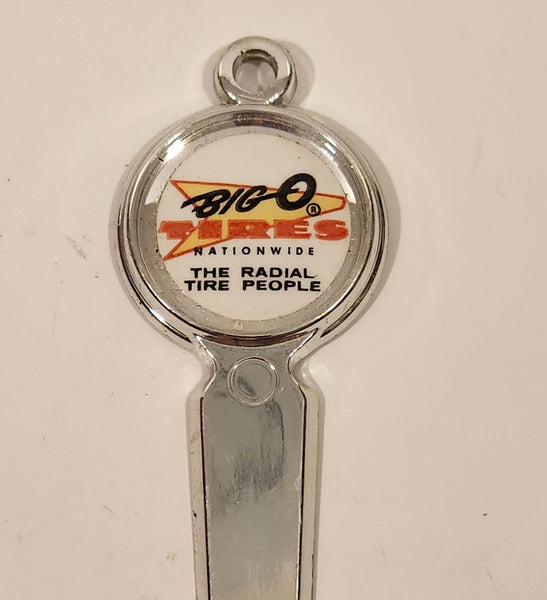 BIG O ®
TIRES
NATIONWIDE
THE RADIAL
TIRE PEOPLE